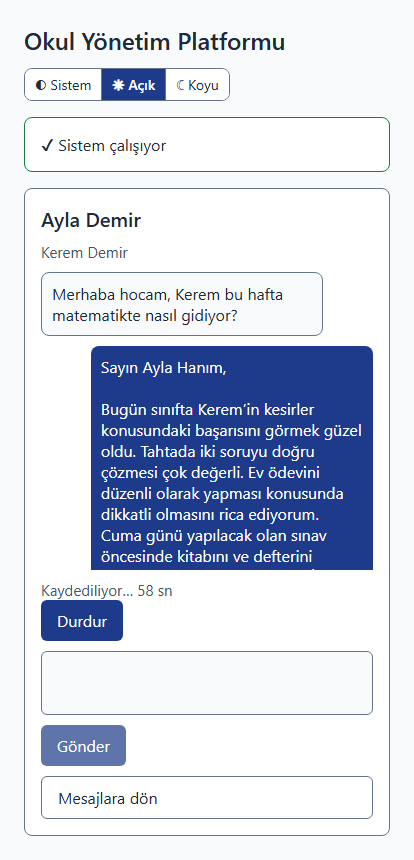 Okul Yönetim Platformu
Sistem
Açık
Koyu
Sistem çalışıyor
Ayla Demir
Kerem Demir
Merhaba hocam, Kerem bu hafta
matematikte nasıl gidiyor?
Sayın Ayla Hanım,
Bugün sınıfta Kerem’in kesirler
konusundaki başarısını görmek güzel
oldu. Tahtada iki soruyu doğru
çözmesi çok değerli. Ev ödevini
düzenli olarak yapması konusunda
dikkatli olmasını rica ediyorum.
Cuma günü yapılacak olan sınav
öncesinde kitabını ve defterini
Kaydediliyor... 58 sn
Durdur
Gönder
Mesajlara dön